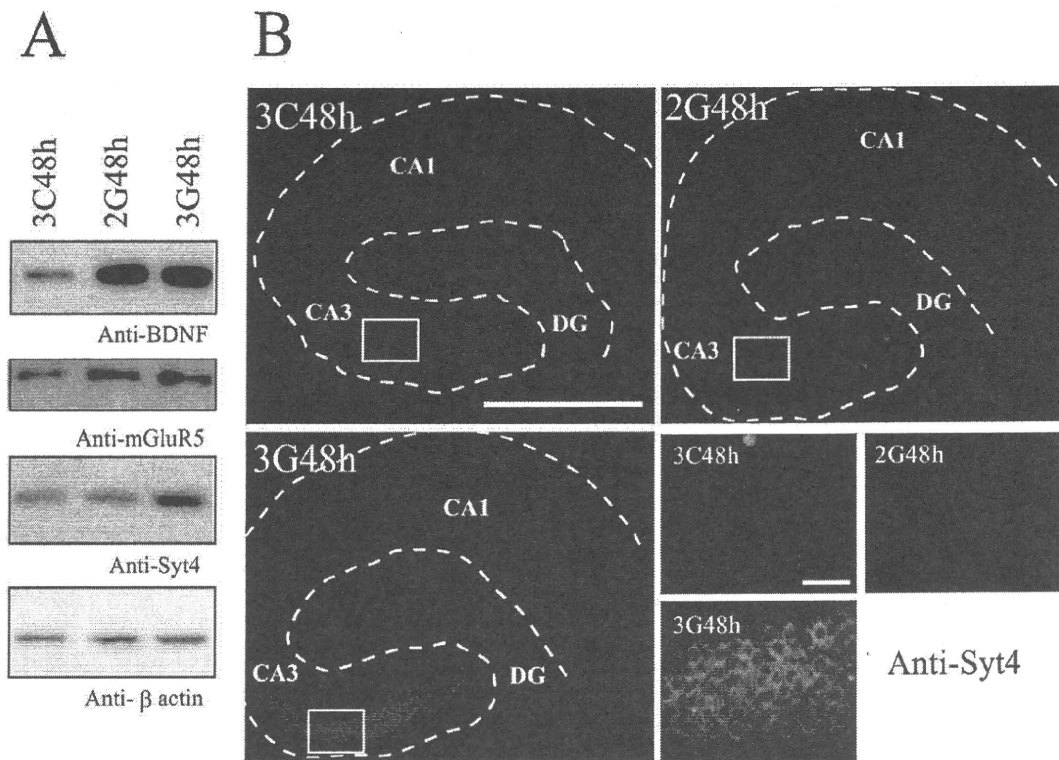 A
B
3C48h
2G48h
3G48h
Anti-BDNF
Anti-mGluR5
Anti-Syt4
Anti- β actin
3C48h
CA1
CA3
DG
2G48h
CA1
CA3
DG
3G48h
CA1
CA3
DG
3C48h
2G48h
3G48h
Anti-Syt4